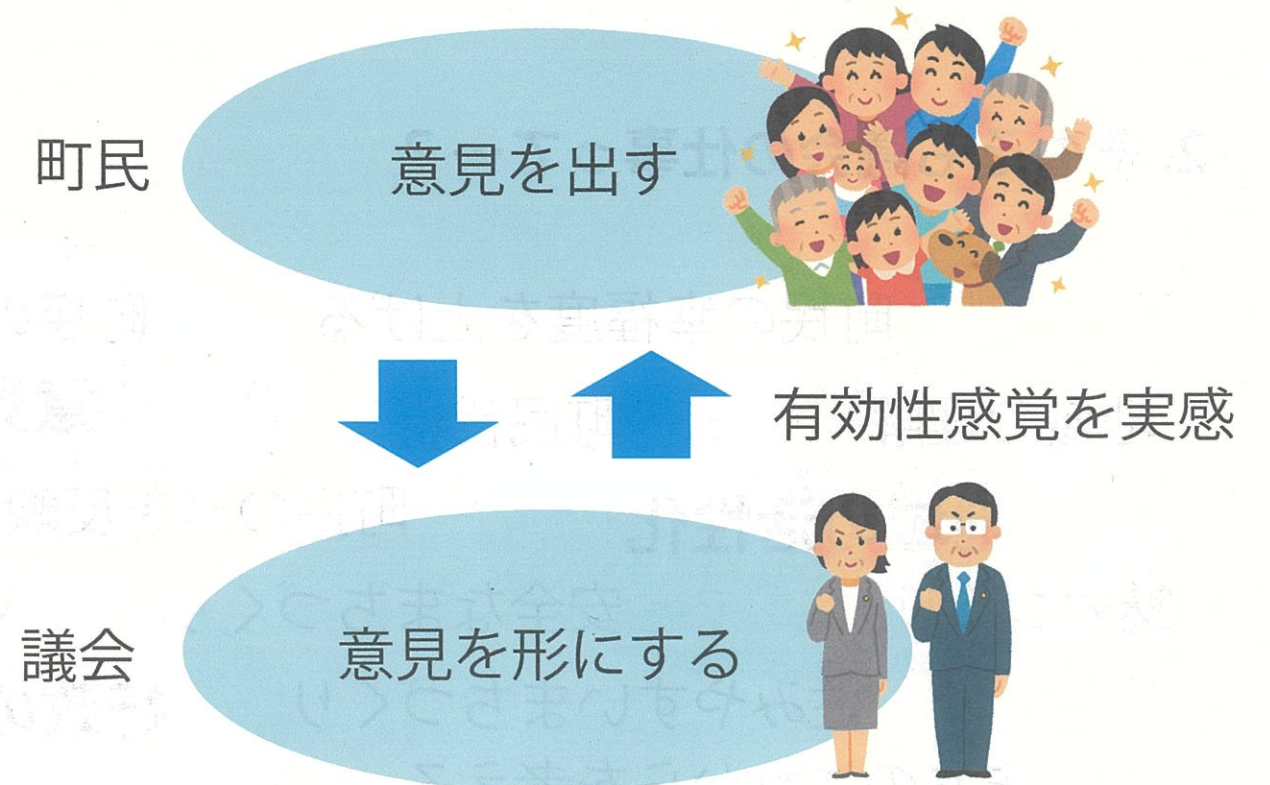 町民
意見を出す
有効性感覚を実感
議会
意見を形にする